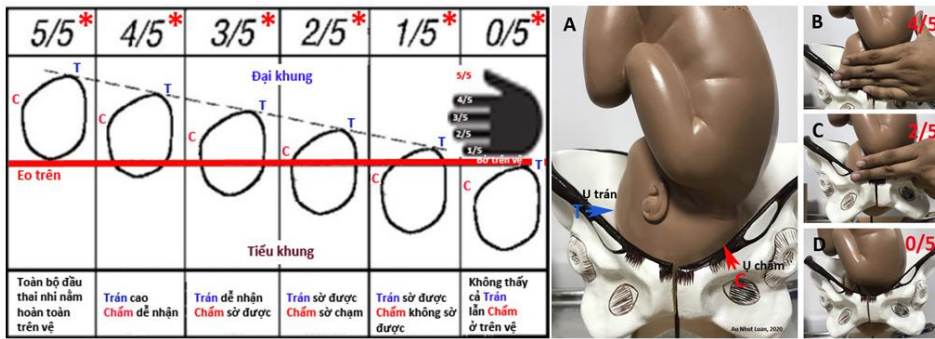 5/5*
4/5*
3/5*
2/5*
1/5*
0/5*
Đại khung
T
C
T
C
T
C
T
C
T
C
T
C
5/5
4/5
3/5
2/5
1/5
Bờ trên vệ
Eo trên
Tiểu khung
Toàn bộ đầu
thai nhi nằm
hoàn toàn
trên vệ
Trán cao
Chẩm dễ nhận
Trán dễ nhận
Chẩm sờ được
Trán sờ được
Chẩm sờ chạm
Trán sờ được
Chẩm không sờ
được
Không thấy
cả Trán
lẫn Chẩm
ở trên vệ
A
Ụ trán
T
Ụ chẩm
C
Au Nhut Luan, 2020
B
4/5
C
2/5
D
0/5